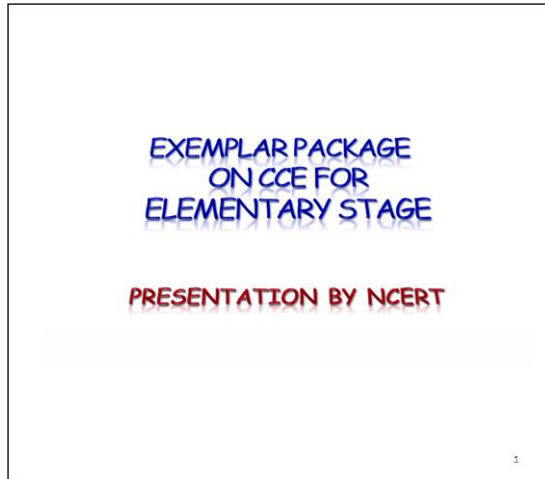 EXEMPLAR PACKAGE
ON CCE FOR
ELEMENTARY STAGE
PRESENTATION BY NCERT
1